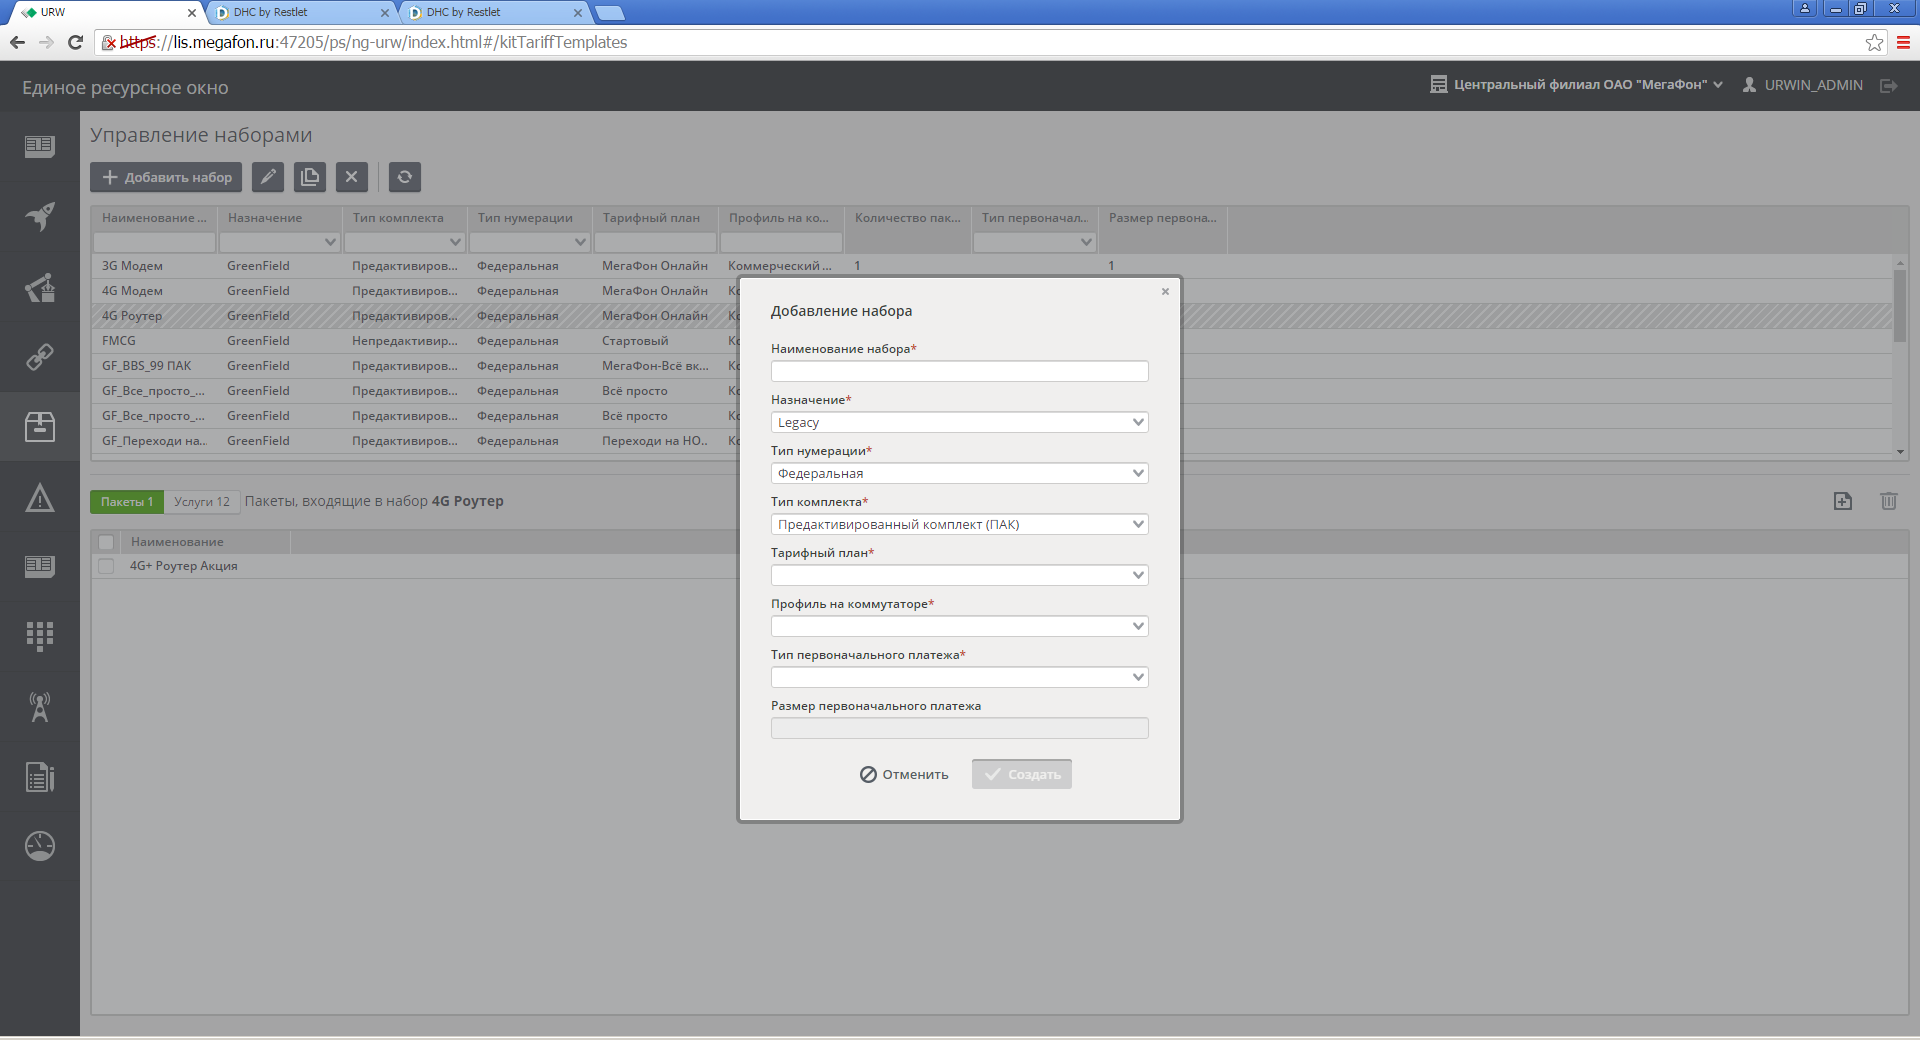 URW
DHC by Restlet
DHC by Restlet
https://lis.megafon.ru:47205/ps/ng-urw/index.html#/kitTariffTemplates
Единое ресурсное окно
Центральный филиал ОАО "МегаФон"
URWIN_ADMIN
Управление наборами
Добавить набор
Наименование ... Назначение Тип комплекта Тип нумерации Тарифный план Профиль на ко... Количество пак... Тип первоначал... Размер первона...
3G Модем GreenField Предактивиров... Федеральная МегаФон Онлайн Коммерческий ... 1 1
4G Модем GreenField Предактивиров... Федеральная МегаФон Онлайн
4G Роутер GreenField Предактивиров... Федеральная МегаФон Онлайн
FMCG GreenField Непредактивир... Федеральная Стартовый
GF_BBS_99 ПАК GreenField Предактивиров... Федеральная МегаФон-Всё вк...
GF_Все_просто_... GreenField Предактивиров... Федеральная Всё просто
GF_Все_просто_... GreenField Предактивиров... Федеральная Всё просто
GF_Переходи на... GreenField Предактивиров... Федеральная Переходи на НО..
Пакеты 1 Услуги 12 Пакеты, входящие в набор 4G Роутер
Наименование
4G+ Роутер Акция
Добавление набора
Наименование набора*
Назначение*
Legacy
Тип нумерации*
Федеральная
Тип комплекта*
Предактивированный комплект (ПАК)
Тарифный план*
Профиль на коммутаторе*
Тип первоначального платежа*
Размер первоначального платежа
Отменить Создать